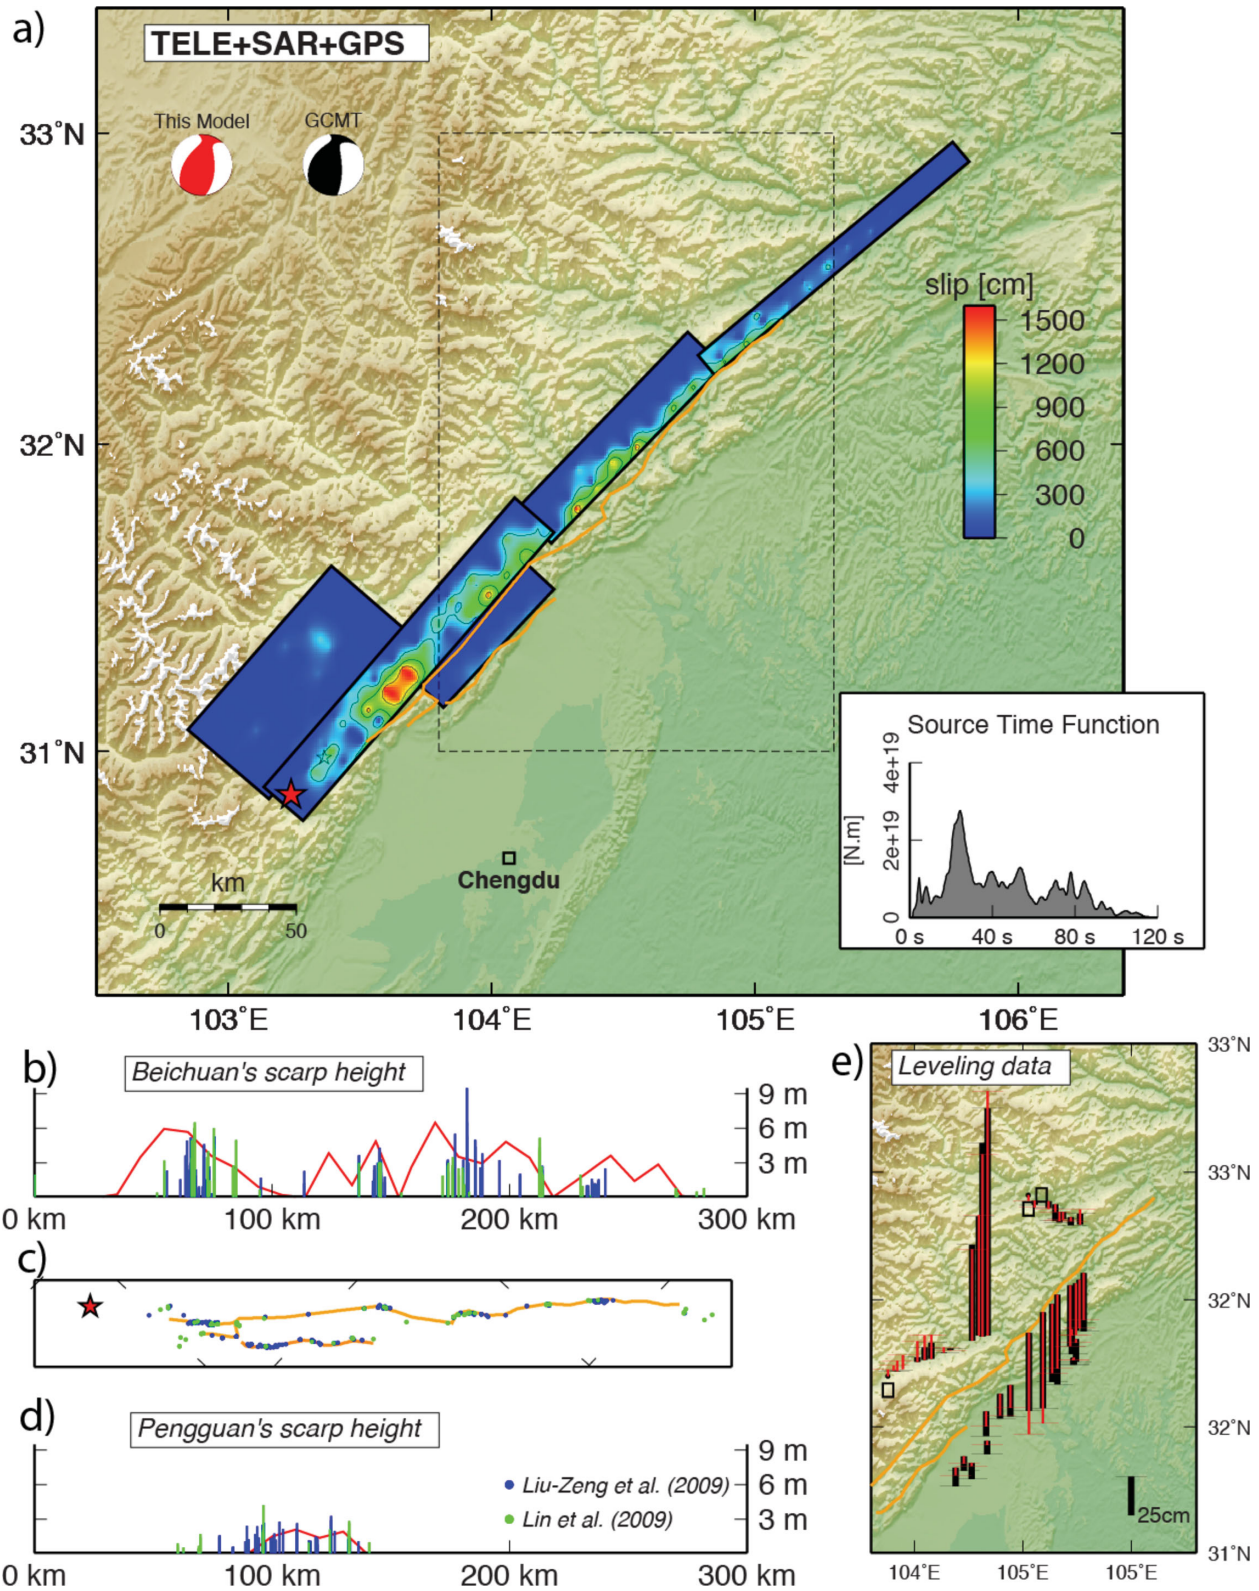 a)
TELE+SAR+GPS
This Model
GCMT
33˚N
32˚N
31˚N
slip [cm]
1500
1200
900
600
300
0
Source Time Function
[N.m]
4e+19
2e+19
0
0 s
40 s
80 s
120 s
Chengdu
km
0
50
103˚E
104˚E
105˚E
106˚E
b)
Beichuan's scarp height
9 m
6 m
3 m
0 km
100 km
200 km
300 km
c)
d)
Pengguan's scarp height
9 m
6 m
3 m
Liu-Zeng et al. (2009)
Lin et al. (2009)
0 km
100 km
200 km
300 km
e)
Leveling data
33˚N
33˚N
32˚N
32˚N
31˚N
25cm
104˚E
105˚E
105˚E